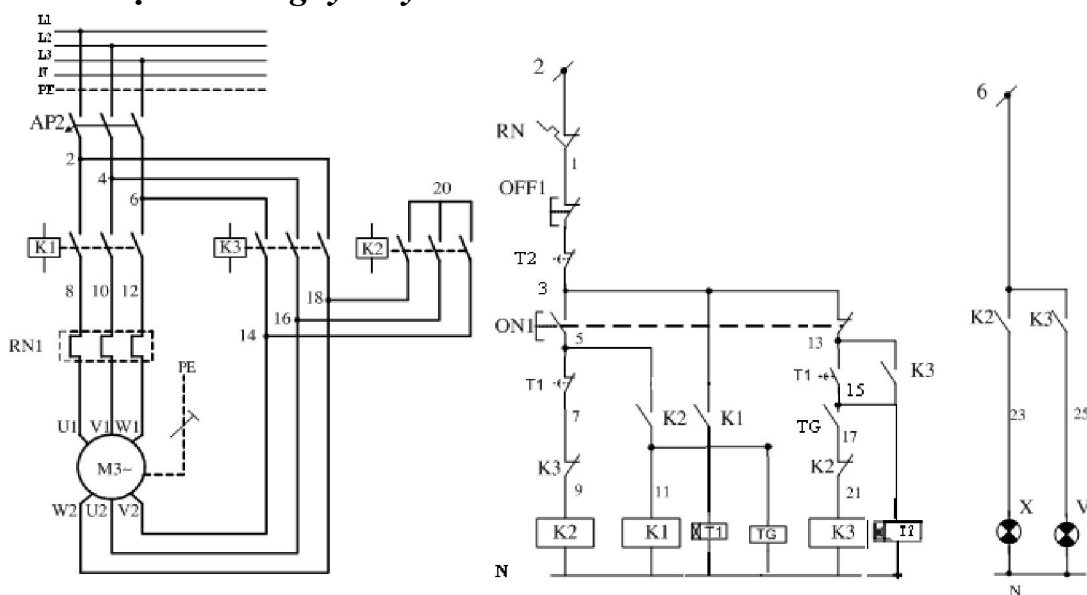 L1
L2
L3
N
PE
AP2
2
4
6
20
K1
K3
K2
8
10
12
18
16
14
RN1
PE
U1 V1 W1
M3~
W2 U2 V2
2
RN
1
OFF1
T2
3
ON1
5
13
T1
T1
15
K3
7
K2
K1
TG
17
K3
K2
9
11
21
K2
K1
T1
TG
K3
N
6
K2
K3
23
25
X
V
N